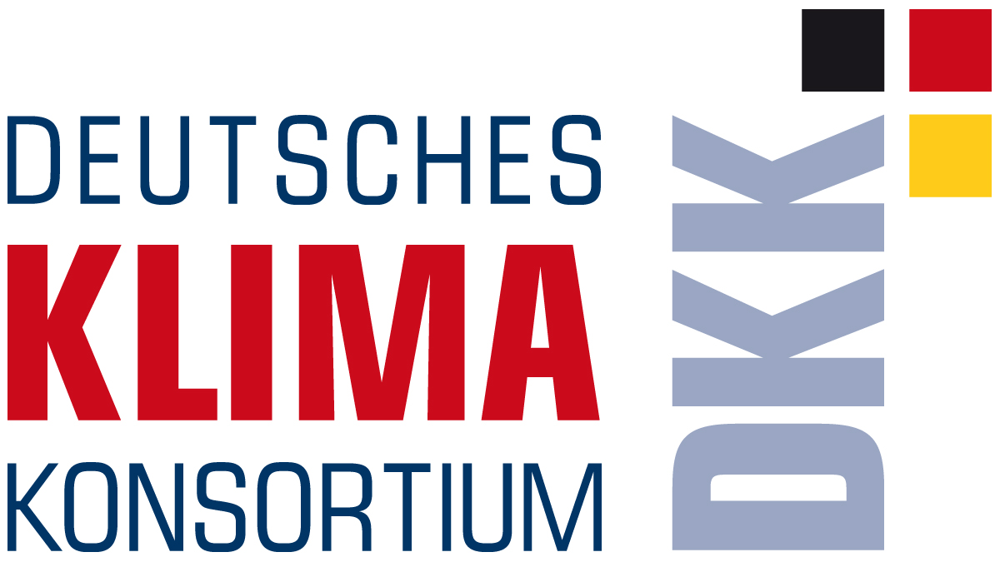 DEUTSCHES
KLIMA
KONSORTIUM
DKK